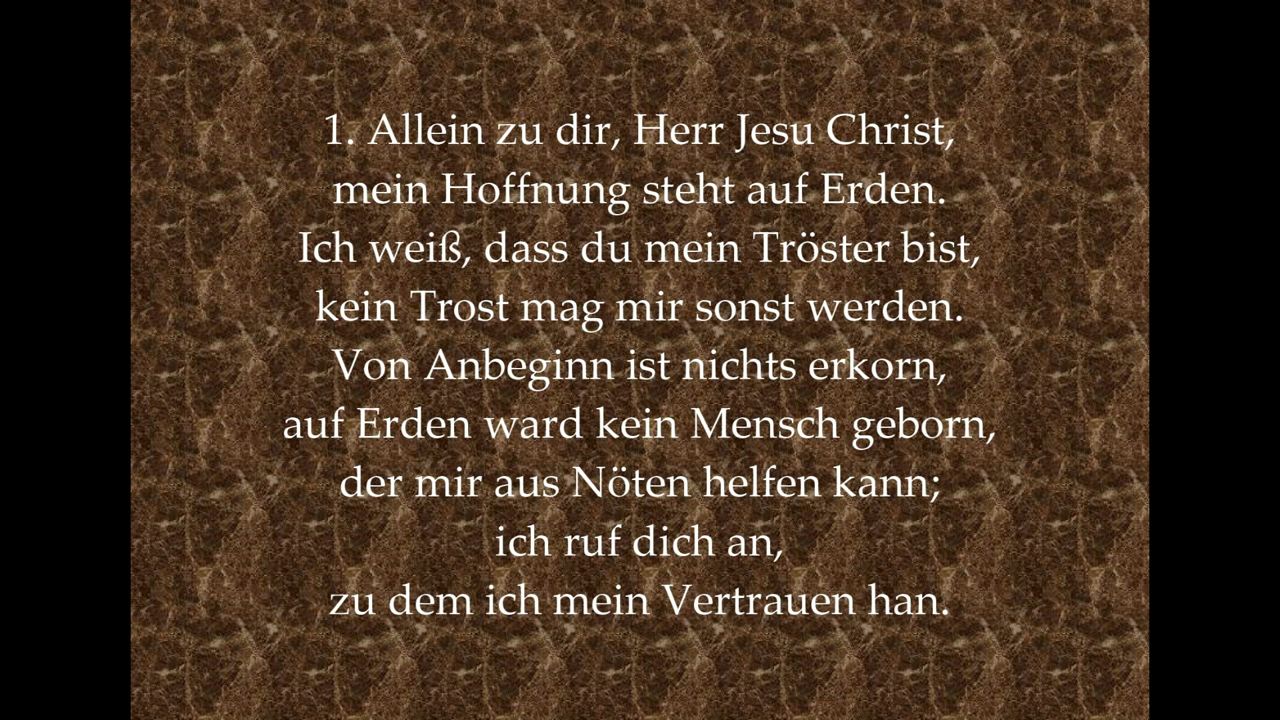 1. Allein zu dir, Herr Jesu Christ,
mein Hoffnung steht auf Erden.
Ich weiß, dass du mein Tröster bist,
kein Trost mag mir sonst werden.
Von Anbeginn ist nichts erkorn,
auf Erden ward kein Mensch geborn,
der mir aus Nöten helfen kann;
ich ruf dich an,
zu dem ich mein Vertrauen han.